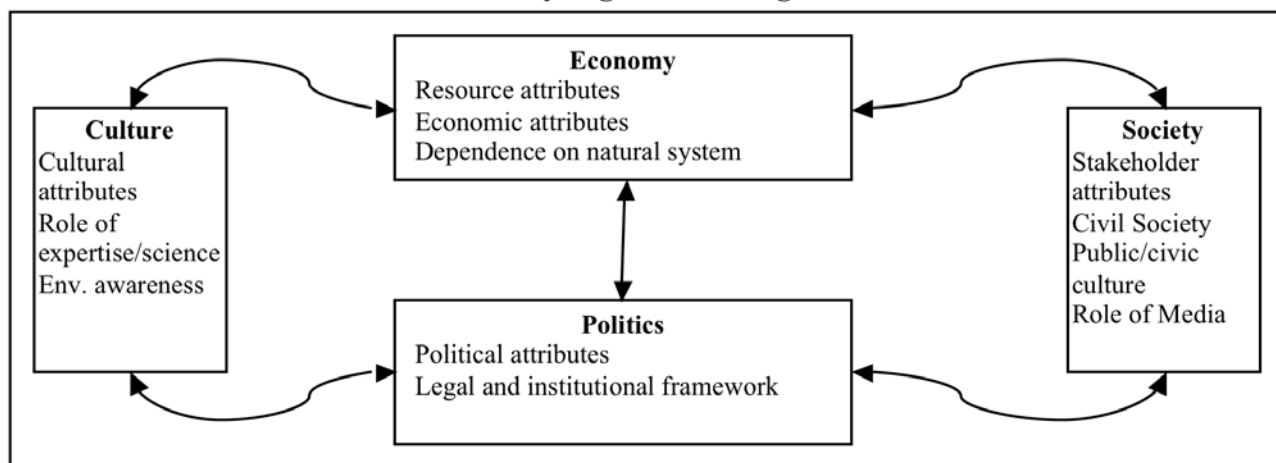 Economy
Resource attributes
Economic attributes
Dependence on natural system
Culture
Cultural
attributes
Role of
expertise/science
Env. awareness
Society
Stakeholder
attributes
Civil Society
Public/civic
culture
Role of Media
Politics
Political attributes
Legal and institutional framework